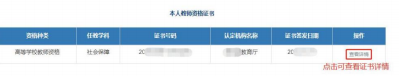 本人教师资格证书
资格种类 任教学科 证书号码 认定机构名称 证书签发日期 操作
高等学校教师资格 社会保障 20 教育厅 20 查看详情
点击可查看证书详情